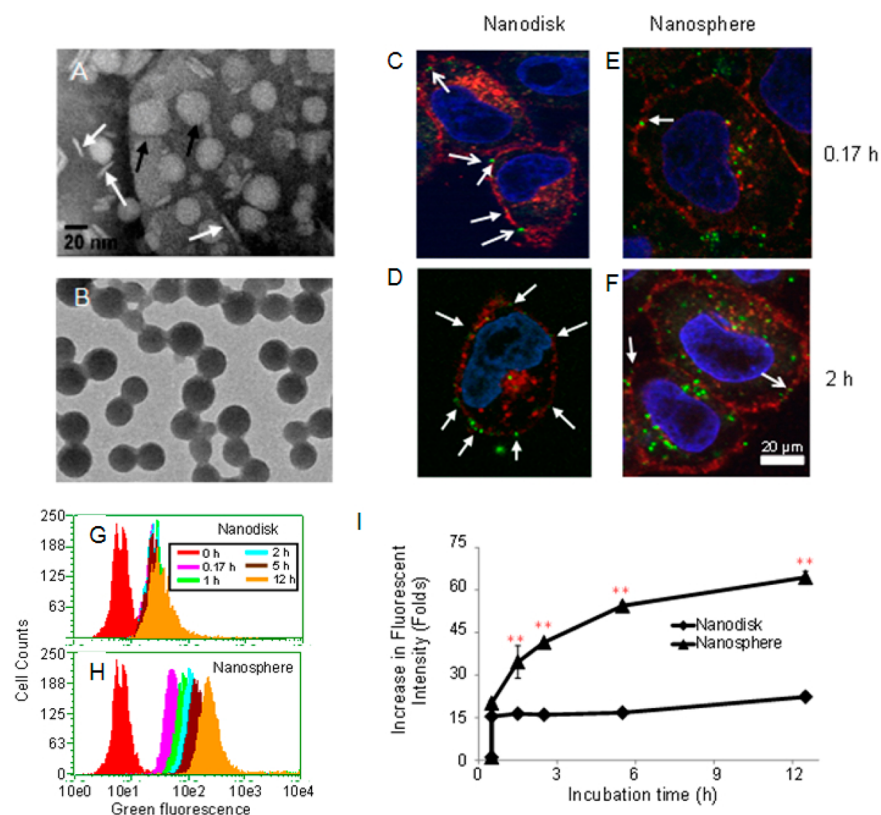 Nanodisk Nanosphere
A
20 nm
B
C
E
0.17 h
D
F
2 h
20 µm
G
Nanodisk
0 h 2 h
0.17 h 5 h
1 h 12 h
250
188
125
63
H
Nanosphere
250
188
125
63
0
Cell Counts
10e0 10e1 10e2 10e3 10e4
Green fluorescence
I
Increase in Fluorescent
Intensity (Folds)
75
60
45
30
15
0
** ** ** **
Nanodisk
Nanosphere
0 3 6 9 12
Incubation time (h)